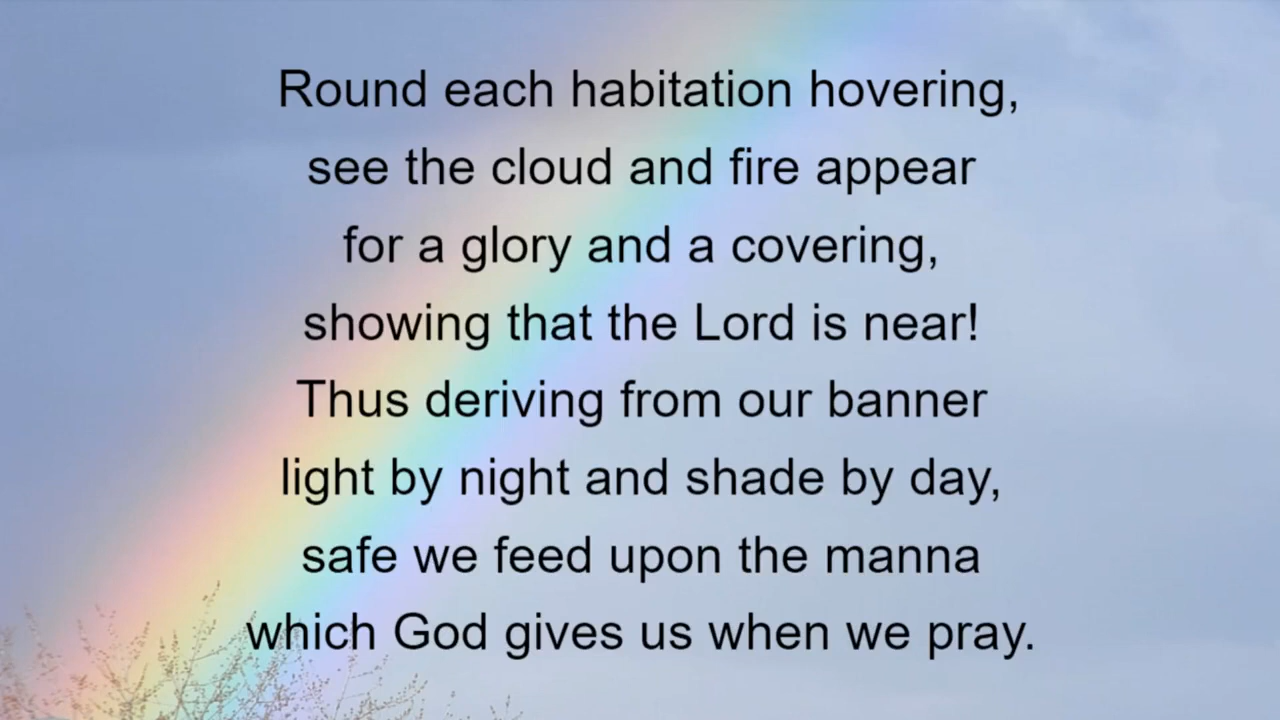 Round each habitation hovering,
see the cloud and fire appear
for a glory and a covering,
showing that the Lord is near!
Thus deriving from our banner
light by night and shade by day,
safe we feed upon the manna
which God gives us when we pray.